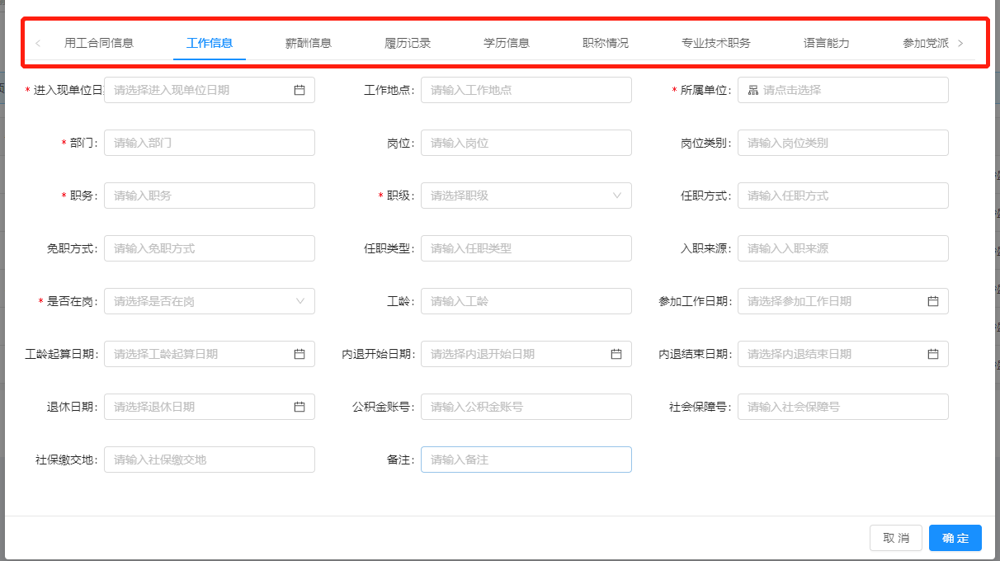 用工合同信息 工作信息 薪酬信息 履历记录 学历信息 职称情况 专业技术职务 语言能力 参加党派
* 进入现单位日 请选择进入现单位日期 工作地点: 请输入工作地点 * 所属单位: 请点击选择
* 部门: 请输入部门 岗位: 请输入岗位 岗位类别: 请输入岗位类别
* 职务: 请输入职务 * 职级: 请选择职级 任职方式: 请输入任职方式
免职方式: 请输入免职方式 任职类型: 请输入任职类型 入职来源: 请输入入职来源
* 是否在岗: 请选择是否在岗 工龄: 请输入工龄 参加工作日期: 请选择参加工作日期
工龄起算日期: 请选择工龄起算日期 内退开始日期: 请选择内退开始日期 内退结束日期: 请选择内退结束日期
退休日期: 请选择退休日期 公积金账号: 请输入公积金账号 社会保障号: 请输入社会保障号
社保缴交地: 请输入社保缴交地 备注: 请输入备注
取 消 确 定